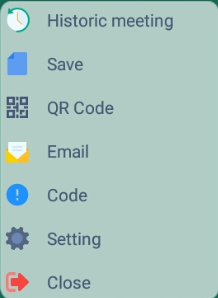 Historic meeting
Save
QR Code
Email
Code
Setting
Close